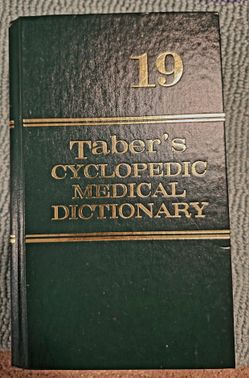 19
Taber's
CYCLOPEDIC
MEDICAL
DICTIONARY